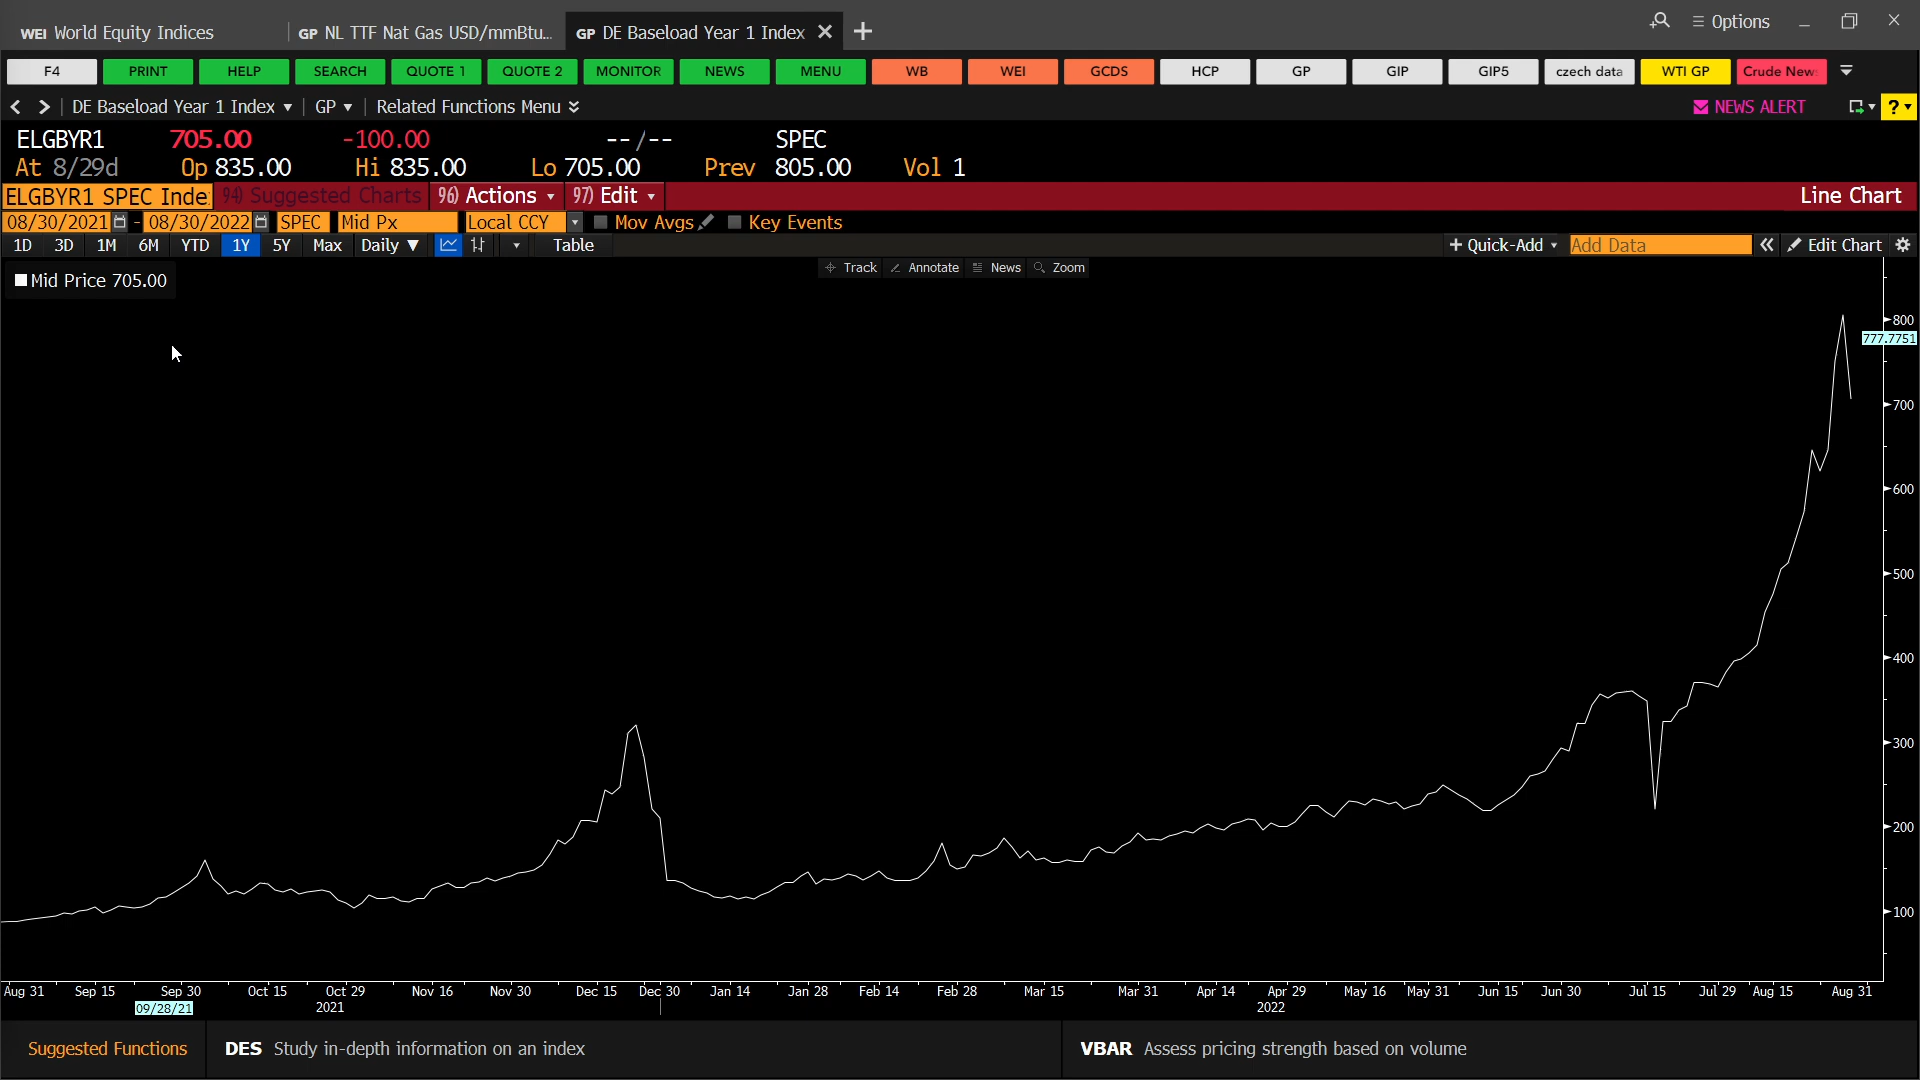 WEI World Equity Indices GP NL TTF Nat Gas USD/mmBtu... GP DE Baseload Year 1 Index Options
F4 PRINT HELP SEARCH QUOTE 1 QUOTE 2 MONITOR NEWS MENU WB WEI GCDS HCP GP GIP GIP5 czech data WTI GP Crude New
DE Baseload Year 1 Index GP Related Functions Menu NEWS ALERT ?
ELGBYR1 705.00 -100.00 --/-- SPEC
At 8/29d Op 835.00 Hi 835.00 Lo 705.00 Prev 805.00 Vol 1
ELGBYR1 SPEC Inde 94) Suggested Charts 96) Actions 97) Edit Line Chart
08/30/2021 - 08/30/2022 SPEC Mid Px Local CCY Mov Avgs Key Events
1D 3D 1M 6M YTD 1Y 5Y Max Daily Table + Quick-Add Add Data Edit Chart
Track Annotate News Zoom
Mid Price 705.00
800
777.7751
700
600
500
400
300
200
100
Aug 31 Sep 15 Sep 30 Oct 15 Oct 29 Nov 16 Nov 30 Dec 15 Dec 30 Jan 14 Jan 28 Feb 14 Feb 28 Mar 15 Mar 31 Apr 14 Apr 29 May 16 May 31 Jun 15 Jun 30 Jul 15 Jul 29 Aug 15 Aug 31
09/28/21 2021 2022
Suggested Functions DES Study in-depth information on an index VBAR Assess pricing strength based on volume